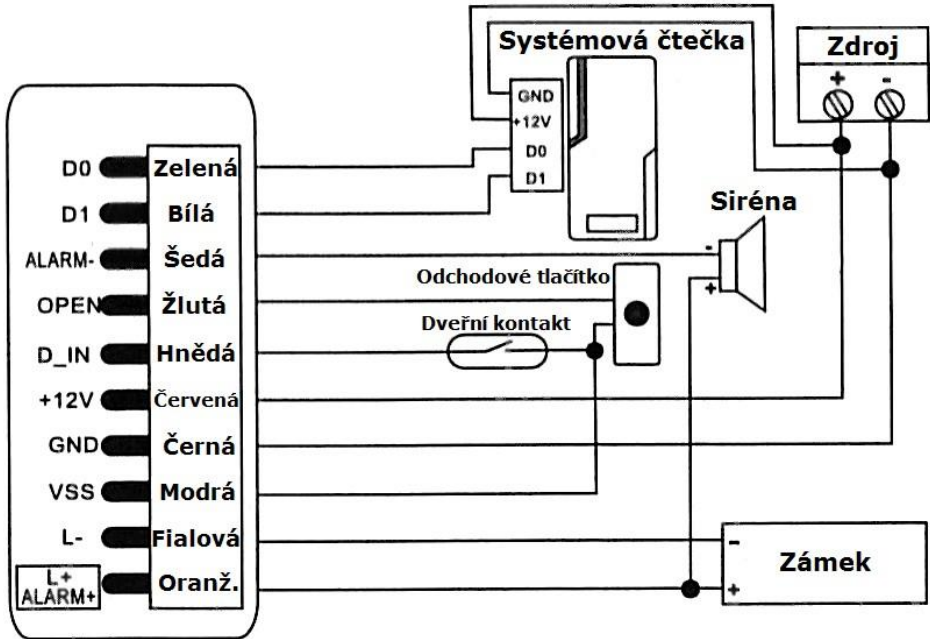 Systémová čtečka
Zdroj
+ -
GND
+12V
D0
D1
D0 Zelená
D1 Bílá
Siréna
-
+
ALARM- Šedá
Odchodové tlačítko
OPEN Žlutá
Dveřní kontakt
D_IN Hnědá
+12V Červená
GND Černá
VSS Modrá
L- Fialová
L+
ALARM+
Oranž.
-
Zámek
+